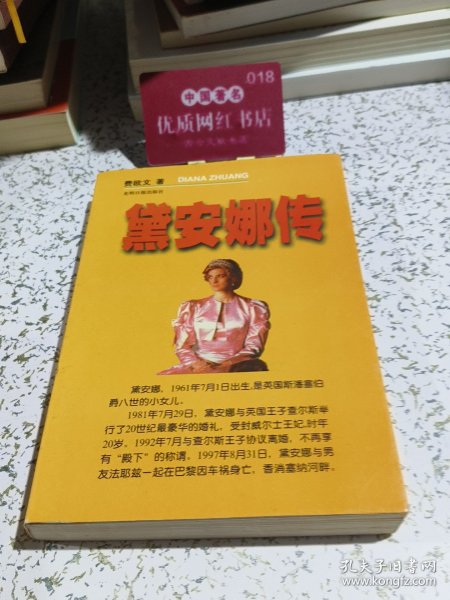 018
中国著名
优质网红书店
费欧文 著
DIANA ZHUANG
光明日报出版社
黛安娜传
黛安娜，1961年7月1日出生，是英国斯潘塞伯
爵八世的小女儿。
1981年7月29日，黛安娜与英国王子查尔斯举
行了20世纪最豪华的婚礼，受封威尔士王妃，时年
20岁。1992年7月与查尔斯王子协议离婚，不再享
有“殿下”的称谓。1997年8月31日，黛安娜与男
友法耶兹一起在巴黎因车祸身亡，香消塞纳河畔。
孔夫子旧书网
www.kongfz.com